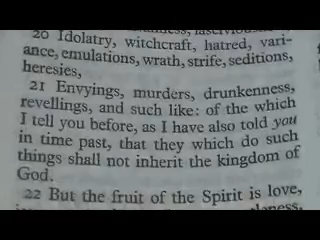 20 Idolatry, witchcraft, hatred, vari-
ance, emulations, wrath, strife, seditions,
heresies,
21 Envyings, murders, drunkenness,
revellings, and such like: of the which
I tell you before, as I have also told you
in time past, that they which do such
things shall not inherit the kingdom of
God.
22 But the fruit of the Spirit is love,